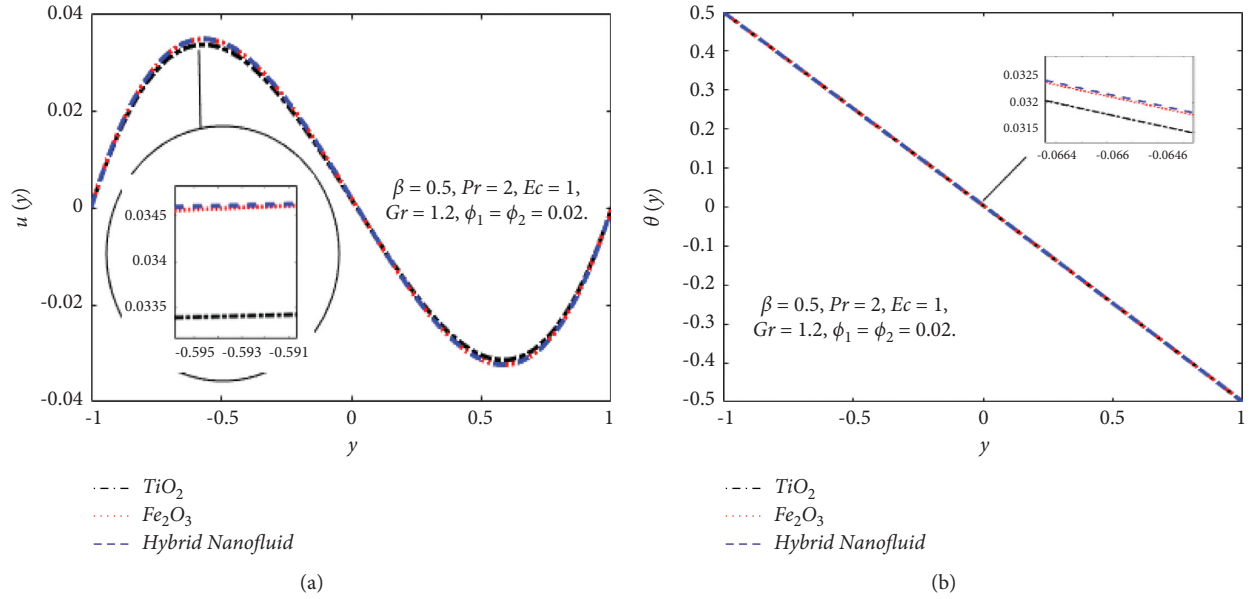 0.04
0.02
0
-0.02
-0.04
u (y)
0.0345
0.034
0.0335
-0.595 -0.593 -0.591
β = 0.5, Pr = 2, Ec = 1,
Gr = 1.2, ϕ₁ = ϕ₂ = 0.02.
-1 -0.5 0 0.5 1
y
TiO₂
Fe₂O₃
Hybrid Nanofluid
(a)
0.5
0.4
0.3
0.2
0.1
0
-0.1
-0.2
-0.3
-0.4
-0.5
θ (y)
0.0325
0.032
0.0315
-0.0664 -0.066 -0.0646
β = 0.5, Pr = 2, Ec = 1,
Gr = 1.2, ϕ₁ = ϕ₂ = 0.02.
-1 -0.5 0 0.5 1
y
TiO₂
Fe₂O₃
Hybrid Nanofluid
(b)